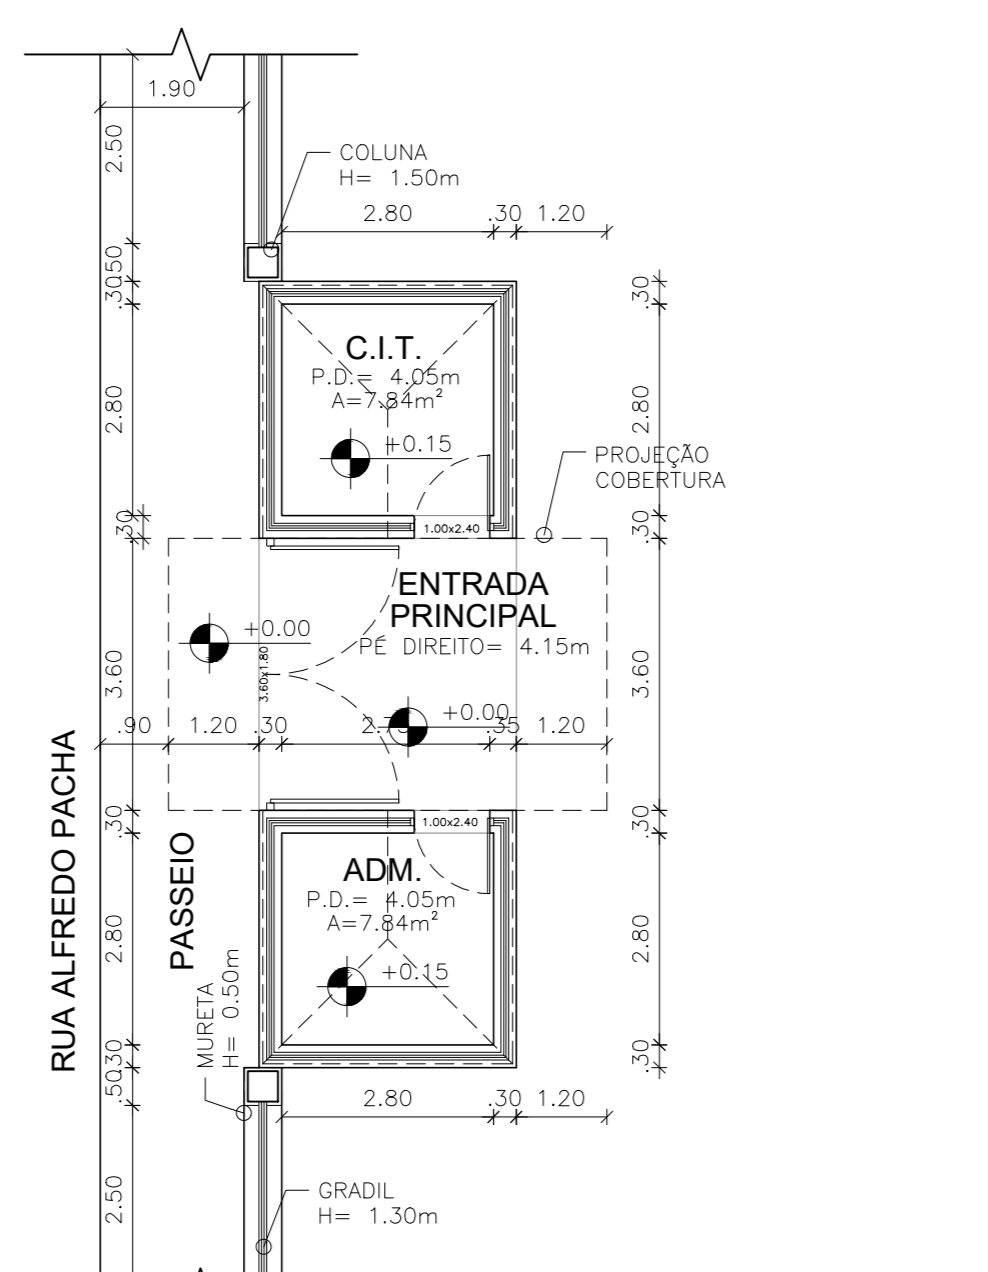 1.90
2.50
COLUNA
H= 1.50m
2.80 .30 1.20
.50
.30
.30
C.I.T.
P.D.= 4.05m
A=7.84m²
2.80
2.80
+0.15
PROJEÇÃO
COBERTURA
.30
1.00x2.40
.30
ENTRADA
PRINCIPAL
+0.00
PÉ DIREITO= 4.15m
3.60
3.60x1.80
3.60
+0.00
.90 1.20 .30 2.75 .35 1.20
RUA ALFREDO PACHA
PASSEIO
.30
1.00x2.40
.30
ADM.
P.D.= 4.05m
A=7.84m²
2.80
2.80
+0.15
MURETA
H= 0.50m
.30
.30
.50
2.80 .30 1.20
2.50
GRADIL
H= 1.30m